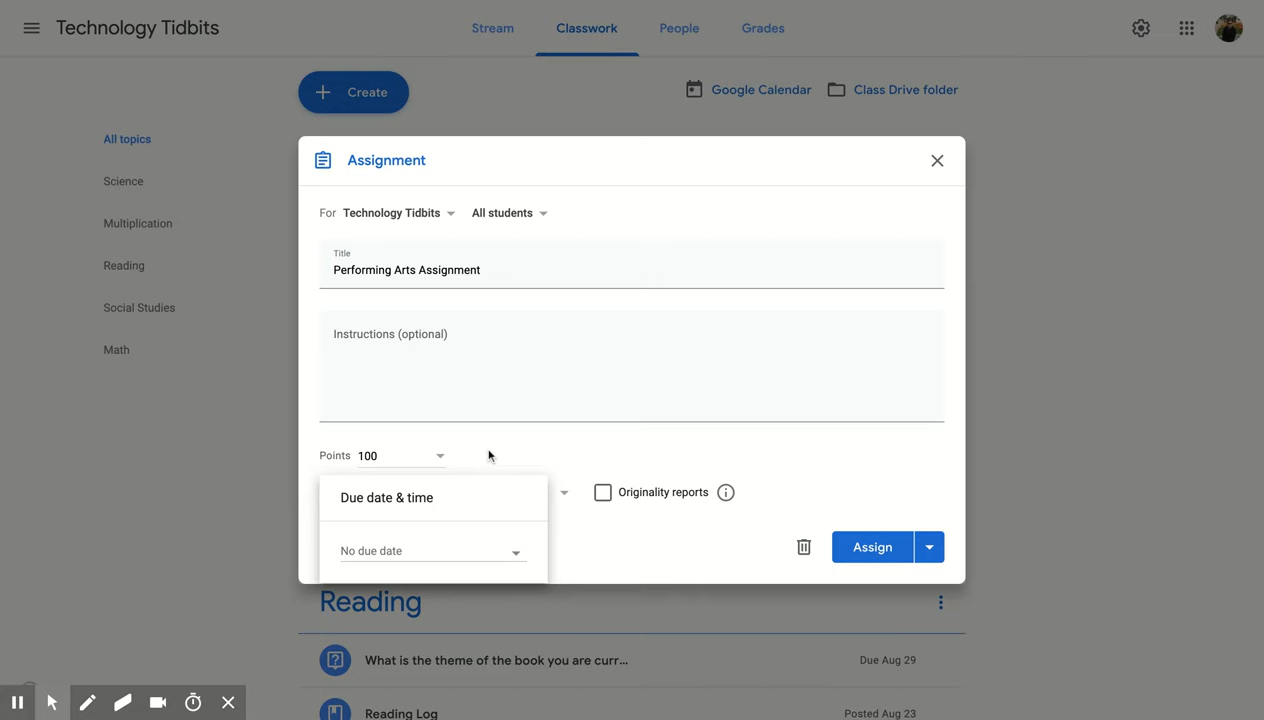 Technology Tidbits
Stream Classwork People Grades
Create
Google Calendar Class Drive folder
All topics
Science
Multiplication
Reading
Social Studies
Math
Assignment
For Technology Tidbits All students
Title
Performing Arts Assignment
Instructions (optional)
Points 100
Due date & time
No due date
Originality reports
Assign
Reading
What is the theme of the book you are curr... Due Aug 29
Reading Log Posted Aug 23